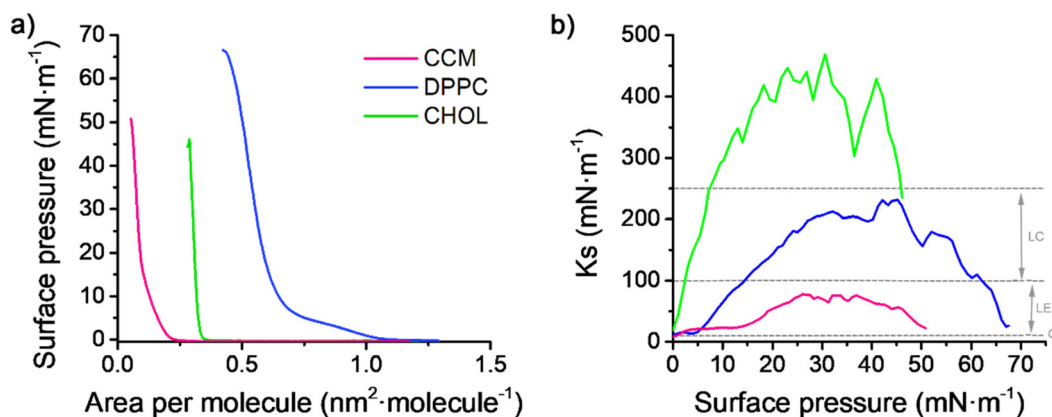 a)
Surface pressure (mN·m⁻¹)
70
60
50
40
30
20
10
0
0.0
0.5
1.0
1.5
Area per molecule (nm²·molecule⁻¹)
CCM
DPPC
CHOL
b)
Ks (mN·m⁻¹)
500
400
300
200
100
0
0
10
20
30
40
50
60
70
Surface pressure (mN·m⁻¹)
LC
LE